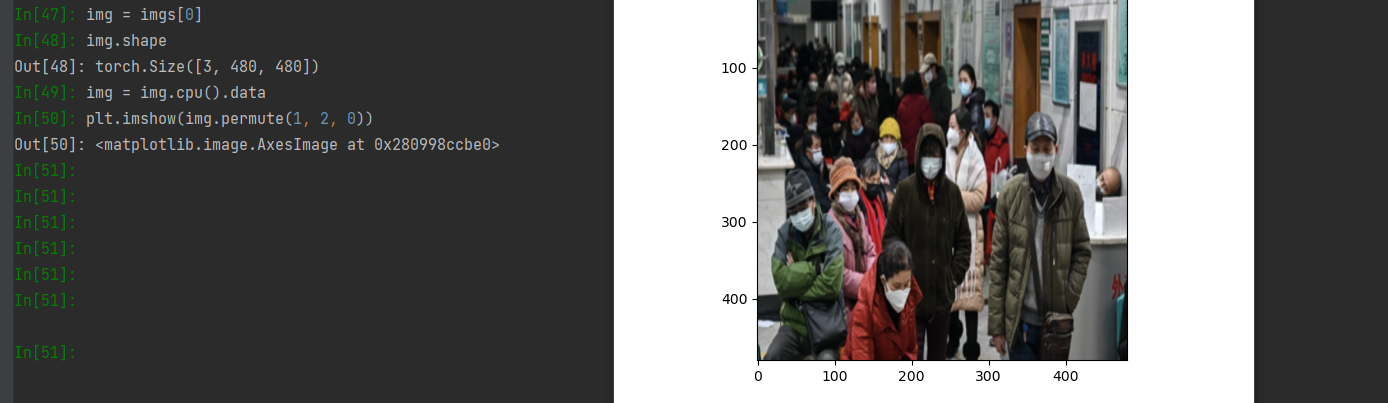 In[47]: img = imgs[0]
In[48]: img.shape
Out[48]: torch.Size([3, 480, 480])
In[49]: img = img.cpu().data
In[50]: plt.imshow(img.permute(1, 2, 0))
Out[50]: <matplotlib.image.AxesImage at 0x280998ccbe0>
In[51]:
In[51]:
In[51]:
In[51]:
In[51]:
In[51]:
In[51]:
100
200
300
400
0 100 200 300 400
外